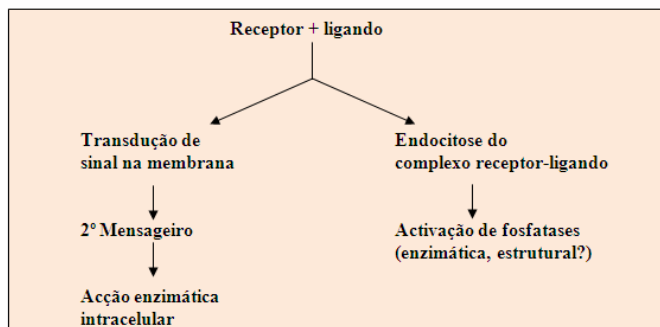 Receptor + ligando
Transdução de
sinal na membrana
Endocitose do
complexo receptor-ligando
2º Mensageiro
Activação de fosfatases
(enzimática, estrutural?)
Acção enzimática
intracelular